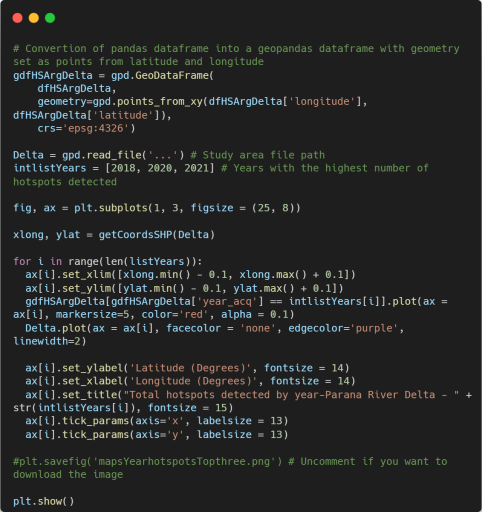 # Convertion of pandas dataframe into a geopandas dataframe with geometry
set as points from latitude and longitude
gdfHSArgDelta = gpd.GeoDataFrame(
    dfHSArgDelta,
    geometry=gpd.points_from_xy(dfHSArgDelta['longitude'],
dfHSArgDelta['latitude']),
    crs='epsg:4326')

Delta = gpd.read_file('...') # Study area file path
intlistYears = [2018, 2020, 2021] # Years with the highest number of
hotspots detected

fig, ax = plt.subplots(1, 3, figsize = (25, 8))

xlong, ylat = getCoordsSHP(Delta)

for i in range(len(listYears)):
  ax[i].set_xlim([xlong.min() - 0.1, xlong.max() + 0.1])
  ax[i].set_ylim([ylat.min() - 0.1, ylat.max() + 0.1])
  gdfHSArgDelta[gdfHSArgDelta['year_acq'] == intlistYears[i]].plot(ax =
ax[i], markersize=5, color='red', alpha = 0.1)
  Delta.plot(ax = ax[i], facecolor = 'none', edgecolor='purple',
linewidth=2)

  ax[i].set_ylabel('Latitude (Degrees)', fontsize = 14)
  ax[i].set_xlabel('Longitude (Degrees)', fontsize = 14)
  ax[i].set_title("Total hotspots detected by year-Parana River Delta - " +
str(intlistYears[i]), fontsize = 15)
  ax[i].tick_params(axis='x', labelsize = 13)
  ax[i].tick_params(axis='y', labelsize = 13)

#plt.savefig('mapsYearhotspotsTopthree.png') # Uncomment if you want to
download the image

plt.show()